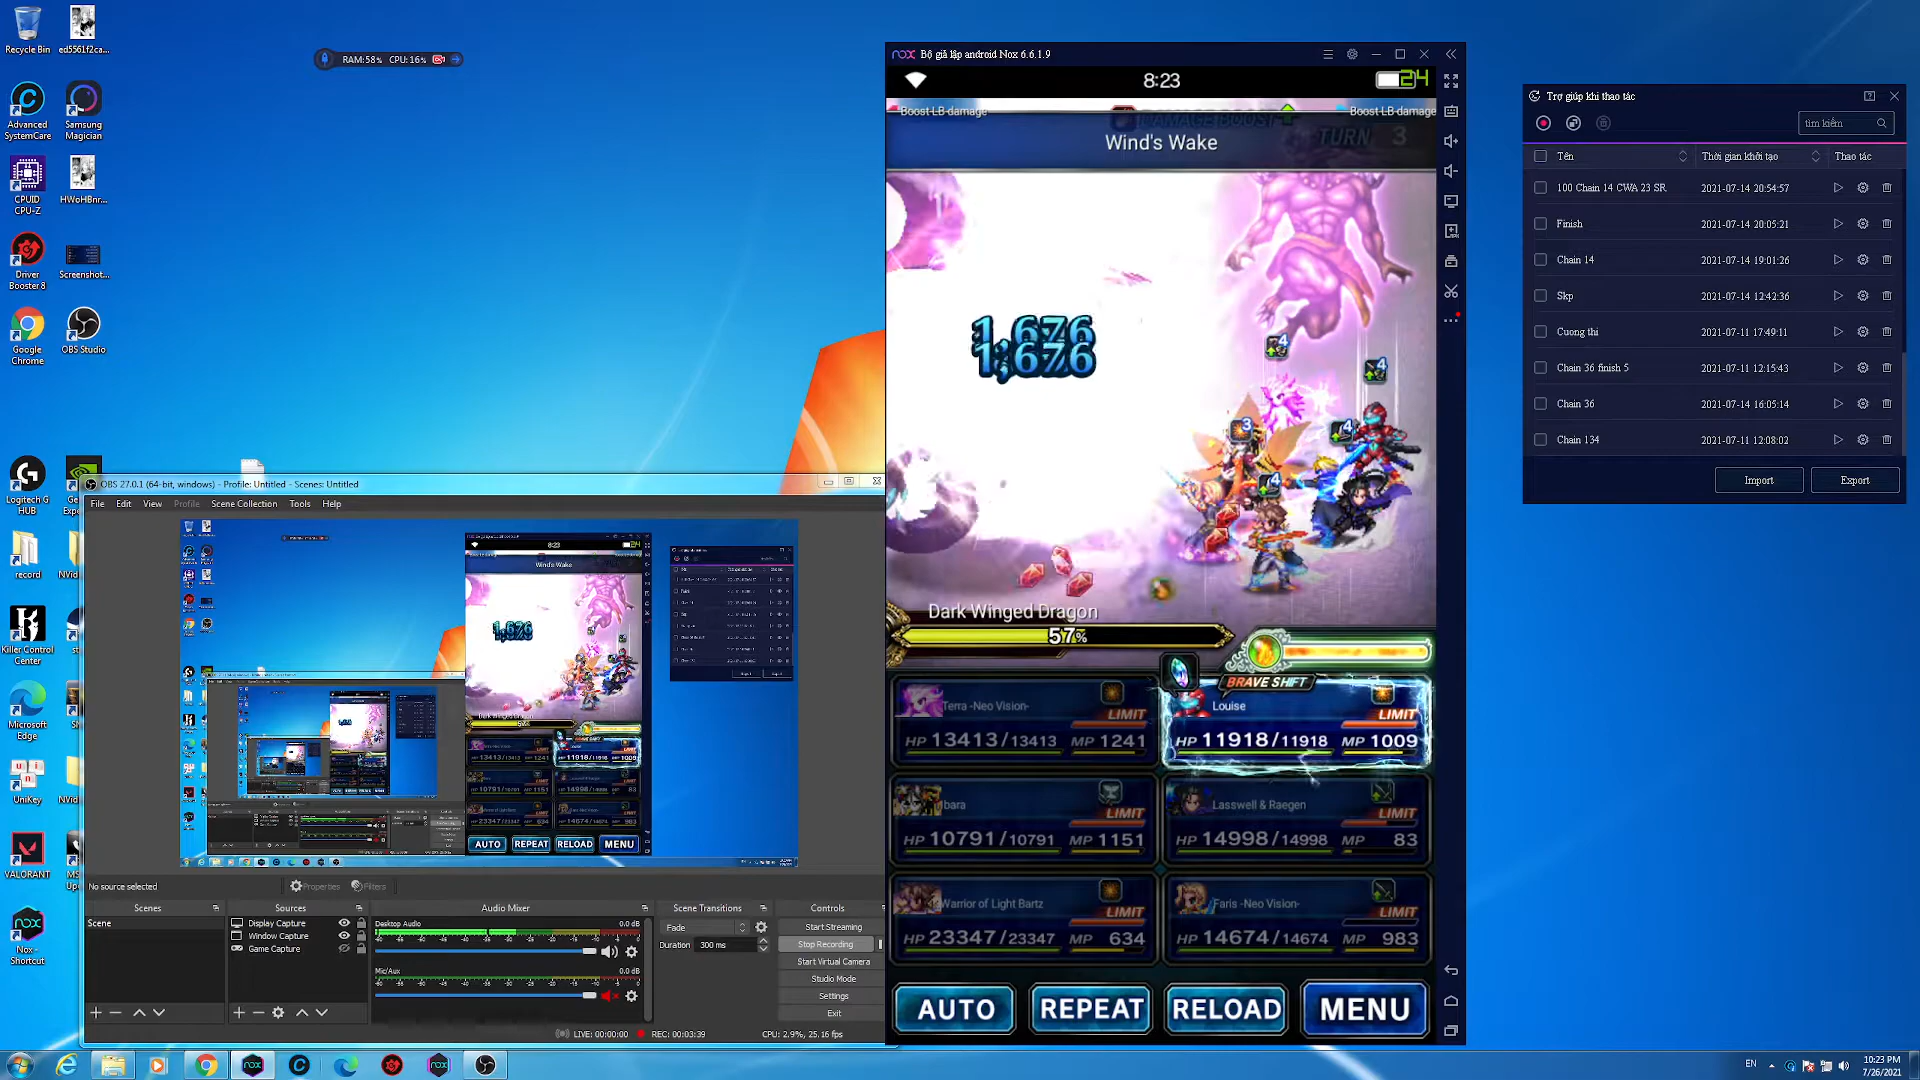 Recycle Bin
ed5561f2ca...
Advanced SystemCare
Samsung Magician
CPUID CPU-Z
HWoHBnr...
Driver Booster 8
Screenshot...
Google Chrome
OBS Studio
Logitech G HUB
record
Killer Control Center
Microsoft Edge
UniKey
VALORANT
Nox - Shortcut
RAM:58% CPU:16%
OBS 27.0.1 (64-bit, windows) - Profile: Untitled - Scenes: Untitled
File Edit View Profile Scene Collection Tools Help
No source selected
Properties Filters
Scenes
Scene
Sources
Display Capture
Window Capture
Game Capture
Audio Mixer
Desktop Audio 0.0 dB
Mic/Aux 0.0 dB
Scene Transitions
Fade
Duration 300 ms
Controls
Start Streaming
Stop Recording
Start Virtual Camera
Studio Mode
Settings
Exit
LIVE: 00:00:00 REC: 00:03:39 CPU: 2.9%, 25.16 fps
nox Bộ giả lập android Nox 6.6.1.9
8:23
24
Boost LB damage
DAMAGE BOOST
Boost LB damage
TURN 3
Wind's Wake
1,676
1,676
Dark Winged Dragon
57%
BRAVE SHIFT
Terra -Neo Vision-
LIMIT
HP 13413/13413 MP 1241
Louise
LIMIT
HP 11918/11918 MP 1009
Ibara
LIMIT
HP 10791/10791 MP 1151
Lasswell & Raegen
LIMIT
HP 14998/14998 MP 83
Warrior of Light Bartz
LIMIT
HP 23347/23347 MP 634
Faris -Neo Vision-
LIMIT
HP 14674/14674 MP 983
AUTO REPEAT RELOAD MENU
Trợ giúp khi thao tác
tìm kiếm
Tên Thời gian khởi tạo Thao tác
100 Chain 14 CWA 23 SR 2021-07-14 20:54:57
Finish 2021-07-14 20:05:21
Chain 14 2021-07-14 19:01:26
Skp 2021-07-14 12:42:36
Cuong thi 2021-07-11 17:49:11
Chain 36 finish 5 2021-07-11 12:15:43
Chain 36 2021-07-14 16:05:14
Chain 134 2021-07-11 12:08:02
Import Export
EN
10:23 PM
7/26/2021